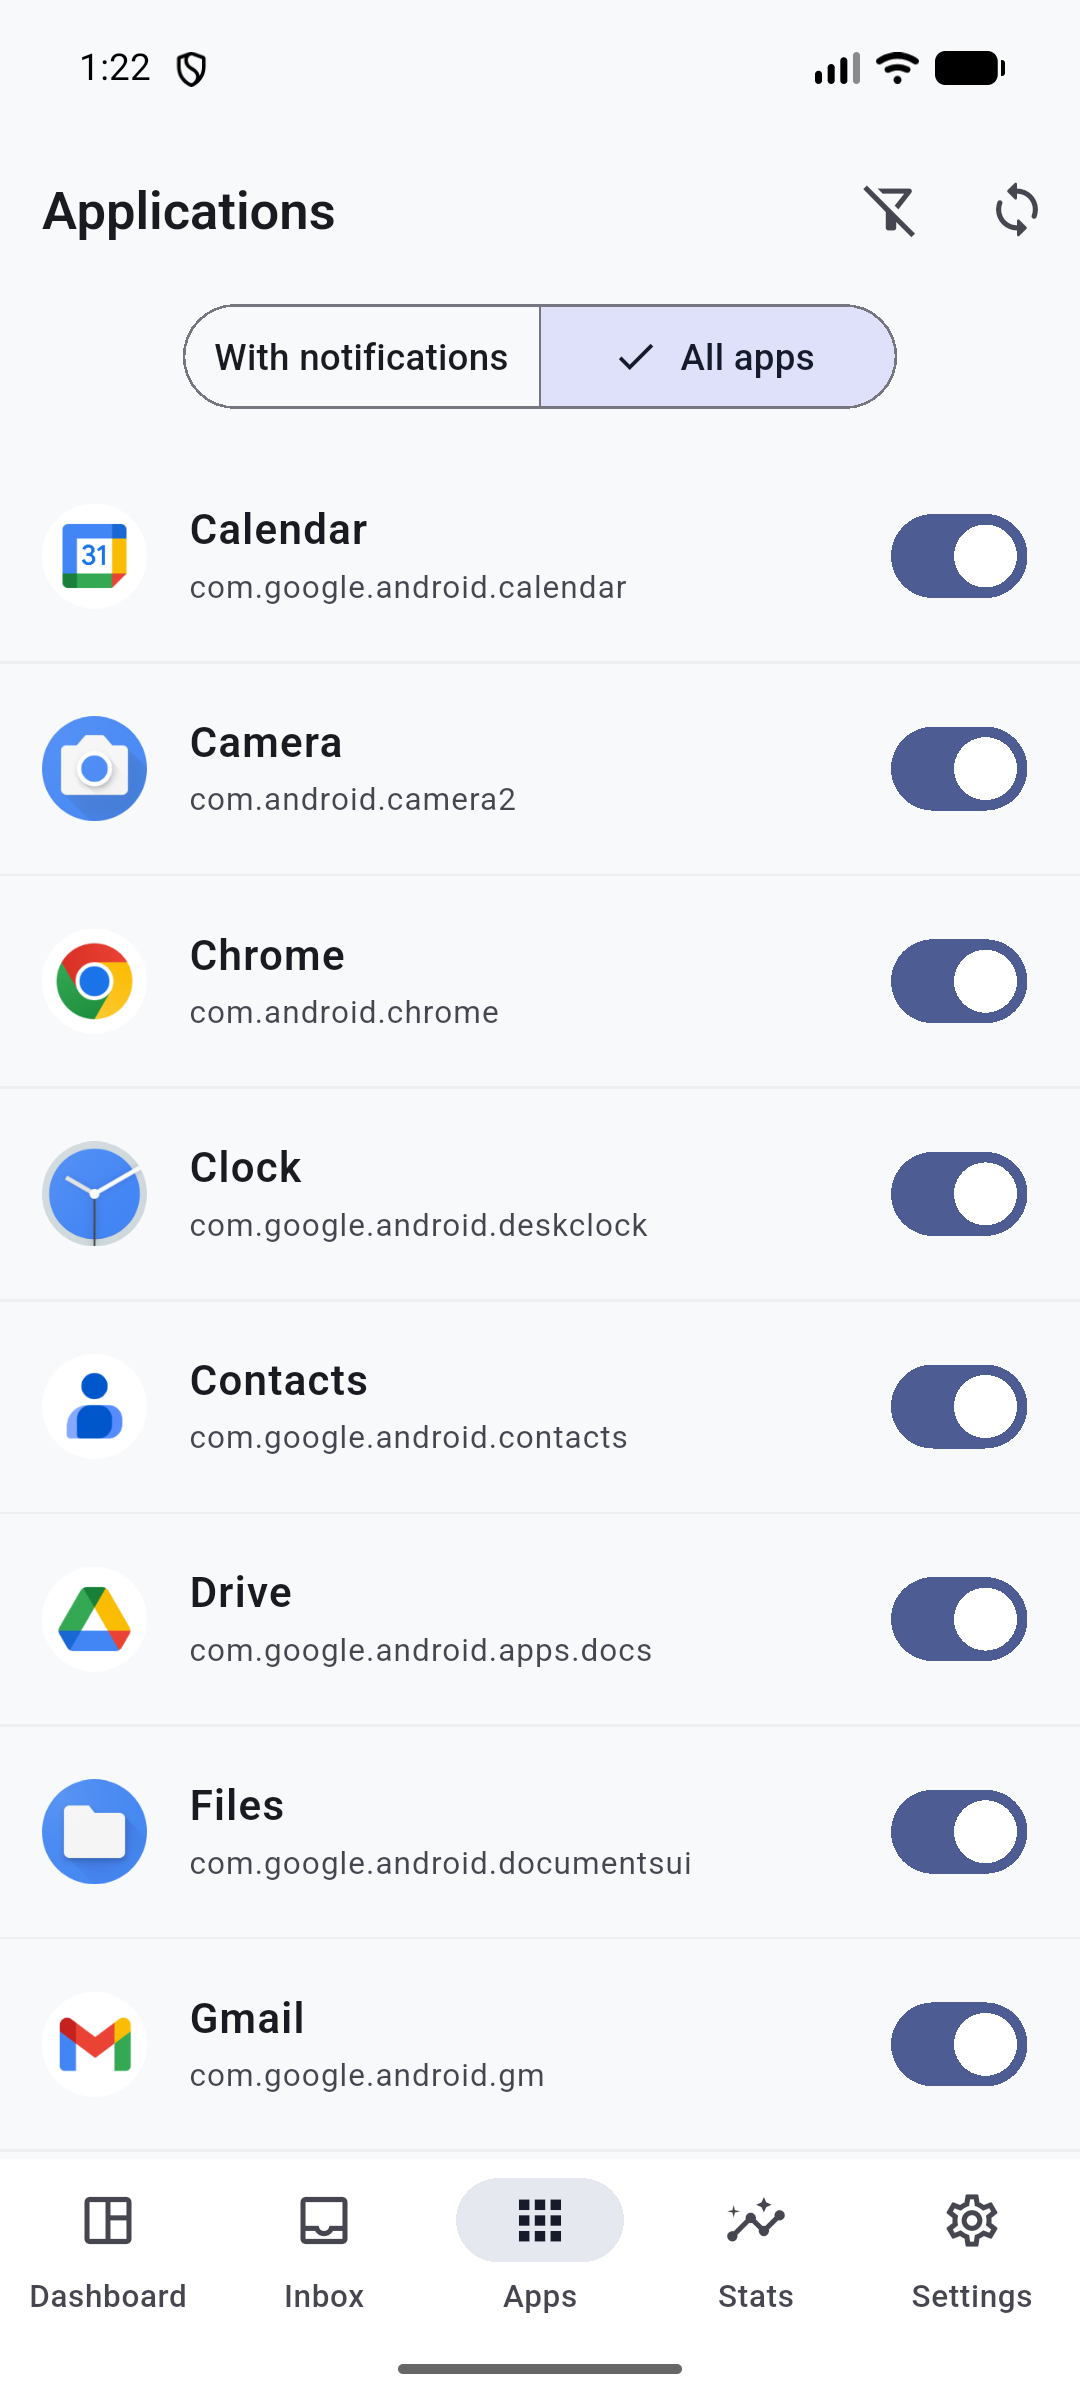 1:22
Applications
With notifications
All apps
31
Calendar
com.google.android.calendar
Camera
com.android.camera2
Chrome
com.android.chrome
Clock
com.google.android.deskclock
Contacts
com.google.android.contacts
Drive
com.google.android.apps.docs
Files
com.google.android.documentsui
Gmail
com.google.android.gm
Dashboard
Inbox
Apps
Stats
Settings